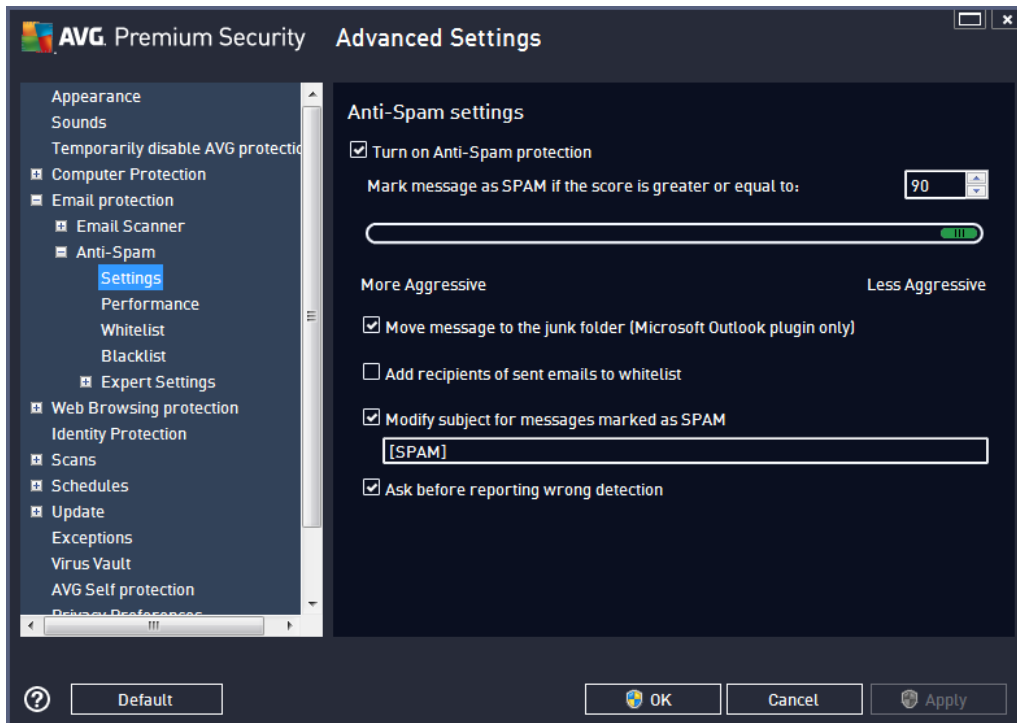 AVG. Premium Security Advanced Settings
Appearance
Sounds
Temporarily disable AVG protectio
Computer Protection
Email protection
Email Scanner
Anti-Spam
Settings
Performance
Whitelist
Blacklist
Expert Settings
Web Browsing protection
Identity Protection
Scans
Schedules
Update
Exceptions
Virus Vault
AVG Self protection
Privacy Preferences
Anti-Spam settings
Turn on Anti-Spam protection
Mark message as SPAM if the score is greater or equal to: 90
More Aggressive Less Aggressive
Move message to the junk folder (Microsoft Outlook plugin only)
Add recipients of sent emails to whitelist
Modify subject for messages marked as SPAM
[SPAM]
Ask before reporting wrong detection
? Default OK Cancel Apply